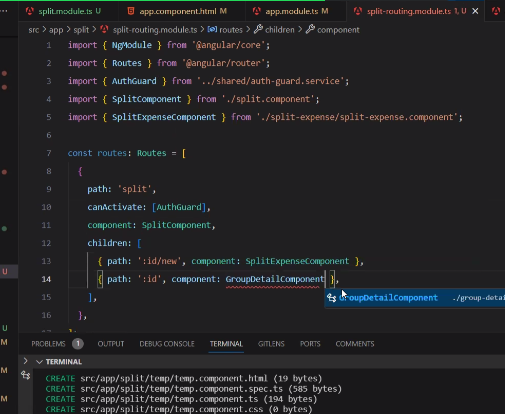 split.module.ts U app.component.html M app.module.ts M split-routing.module.ts 1, U
src > app > split > split-routing.module.ts > routes > children > component
1 import { NgModule } from '@angular/core';
2 import { Routes } from '@angular/router';
3 import { AuthGuard } from '../shared/auth-guard.service';
4 import { SplitComponent } from './split.component';
5 import { SplitExpenseComponent } from './split-expense/split-expense.component';
6
7 const routes: Routes = [
8 {
9 path: 'split',
10 canActivate: [AuthGuard],
11 component: SplitComponent,
12 children: [
13 { path: ':id/new', component: SplitExpenseComponent },
14 { path: ':id', component: GroupDetailComponent },
15 ],
GroupDetailComponent ./group-deta
16 },
U
PROBLEMS 1 OUTPUT DEBUG CONSOLE TERMINAL GITLENS PORTS COMMENTS
TERMINAL
CREATE src/app/split/temp/temp.component.html (19 bytes)
CREATE src/app/split/temp/temp.component.spec.ts (585 bytes)
CREATE src/app/split/temp/temp.component.ts (194 bytes)
CREATE src/app/split/temp/temp.component.css (0 bytes)
U
M
M
M
M